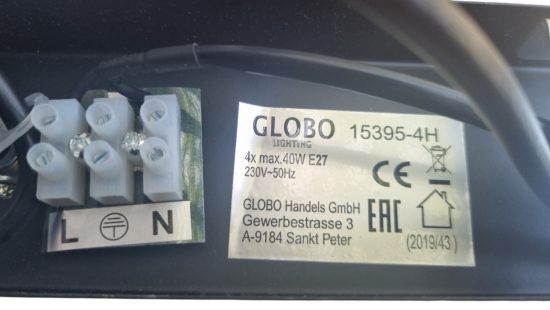 GLOBO 15395-4H
LIGHTING
4x max.40W E27
230V~50Hz
CE
GLOBO Handels GmbH
Gewerbestrasse 3
A-9184 Sankt Peter
EAC
(2019/43)
L N